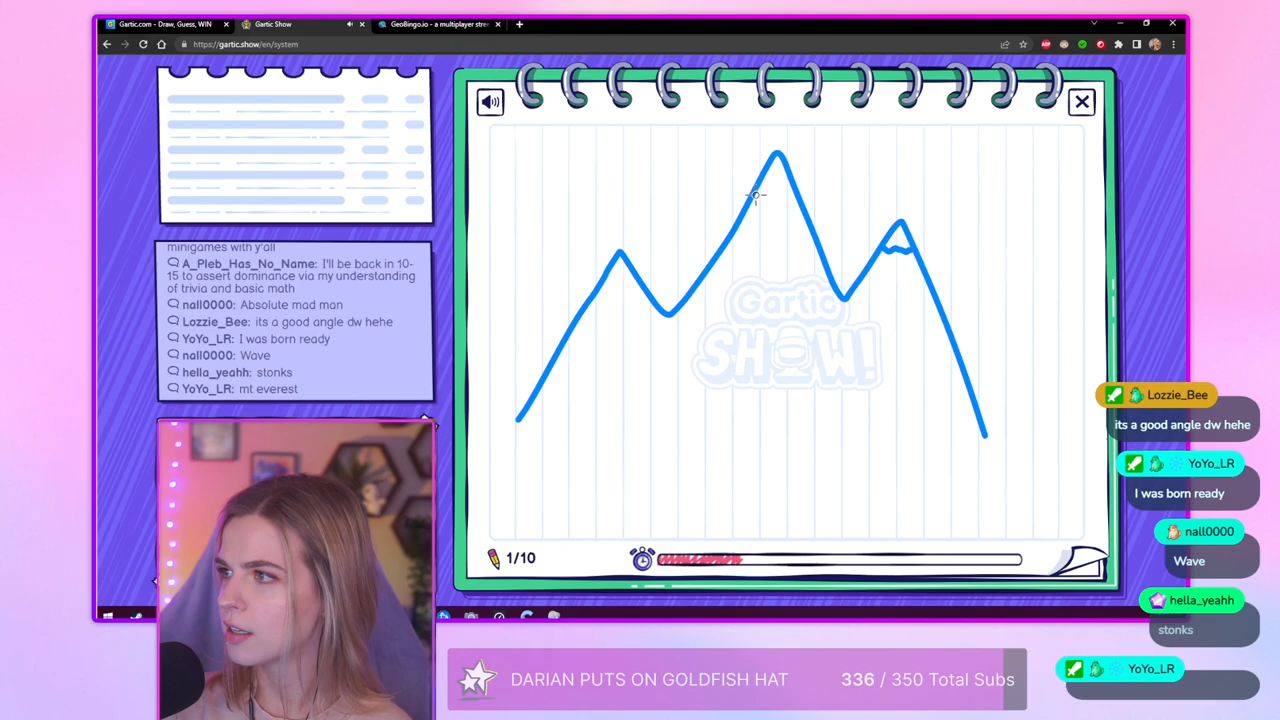 Gartic.com - Draw, Guess, WIN
Gartic Show
GeoBingo.io - a multiplayer stre
https://gartic.show/en/system
minigames with y'all
A_Pleb_Has_No_Name: I'll be back in 10-
15 to assert dominance via my understanding
of trivia and basic math
nall0000: Absolute mad man
Lozzie_Bee: its a good angle dw hehe
YoYo_LR: I was born ready
nall0000: Wave
hella_yeahh: stonks
YoYo_LR: mt everest
Gartic
SHOW!
1/10
Lozzie_Bee
its a good angle dw hehe
YoYo_LR
I was born ready
nall0000
Wave
hella_yeahh
stonks
YoYo_LR
DARIAN PUTS ON GOLDFISH HAT
336 / 350 Total Subs